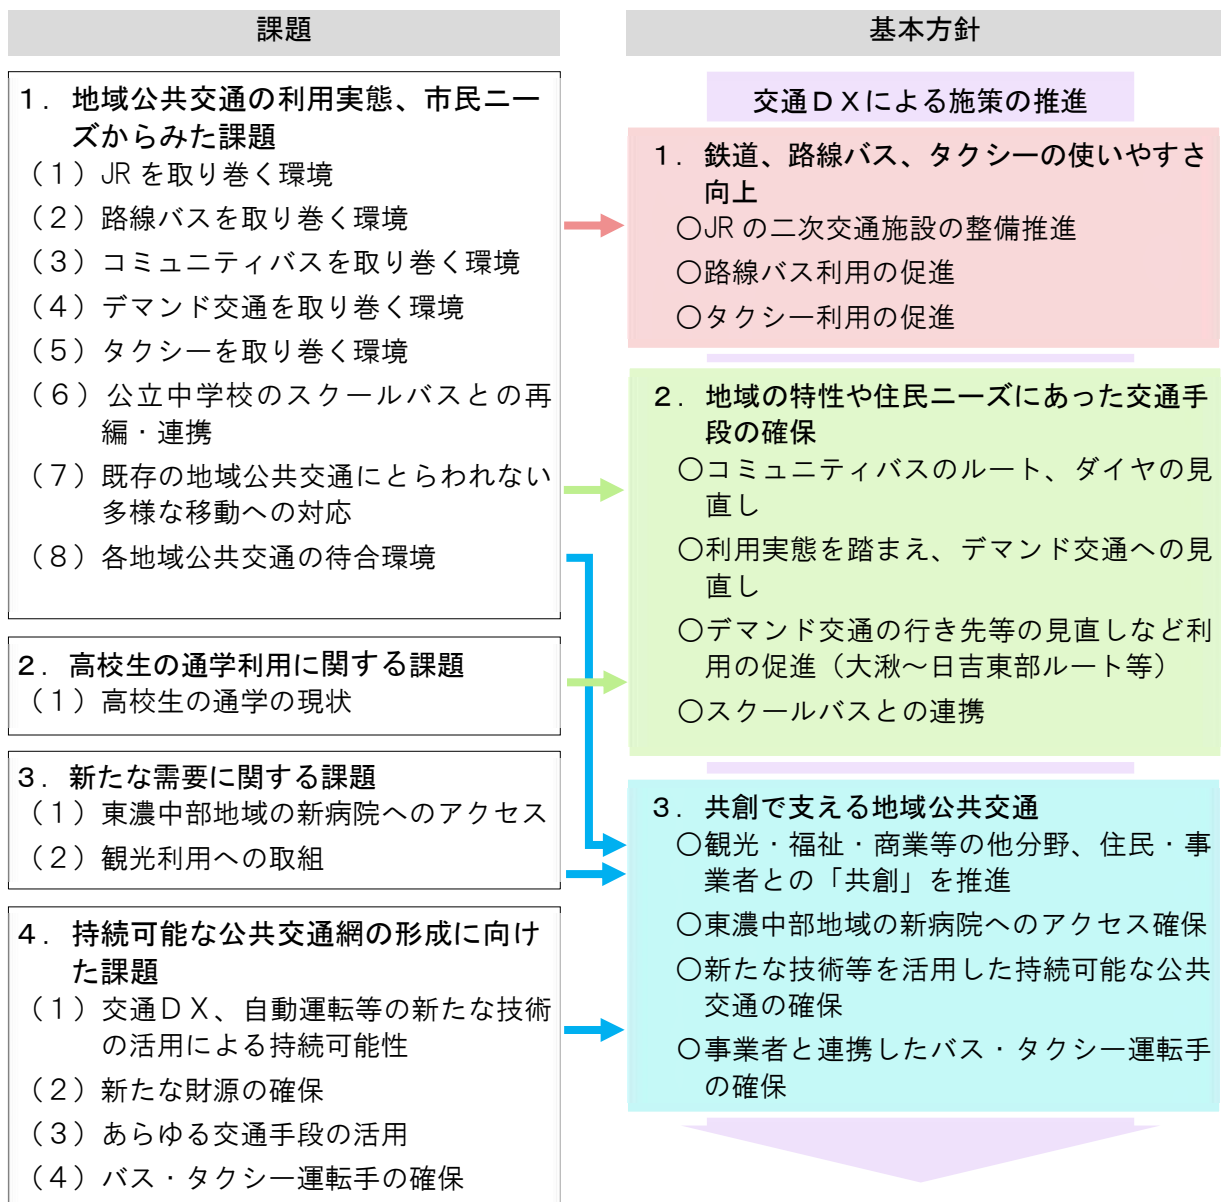 課題
１．地域公共交通の利用実態、市民ニー
ズからみた課題
（１）JRを取り巻く環境
（２）路線バスを取り巻く環境
（３）コミュニティバスを取り巻く環境
（４）デマンド交通を取り巻く環境
（５）タクシーを取り巻く環境
（６）公立中学校のスクールバスとの再
編・連携
（７）既存の地域公共交通にとらわれない
多様な移動への対応
（８）各地域公共交通の待合環境
２．高校生の通学利用に関する課題
（１）高校生の通学の現状
３．新たな需要に関する課題
（１）東濃中部地域の新病院へのアクセス
（２）観光利用への取組
４．持続可能な公共交通網の形成に向け
た課題
（１）交通ＤＸ、自動運転等の新たな技術
の活用による持続可能性
（２）新たな財源の確保
（３）あらゆる交通手段の活用
（４）バス・タクシー運転手の確保
基本方針
交通ＤＸによる施策の推進
１．鉄道、路線バス、タクシーの使いやすさ
向上
○JRの二次交通施設の整備推進
○路線バス利用の促進
○タクシー利用の促進
２．地域の特性や住民ニーズにあった交通手
段の確保
○コミュニティバスのルート、ダイヤの見
直し
○利用実態を踏まえ、デマンド交通への見
直し
○デマンド交通の行き先等の見直しなど利
用の促進（大湫～日吉東部ルート等）
○スクールバスとの連携
３．共創で支える地域公共交通
○観光・福祉・商業等の他分野、住民・事
業者との「共創」を推進
○東濃中部地域の新病院へのアクセス確保
○新たな技術等を活用した持続可能な公共
交通の確保
○事業者と連携したバス・タクシー運転手
の確保